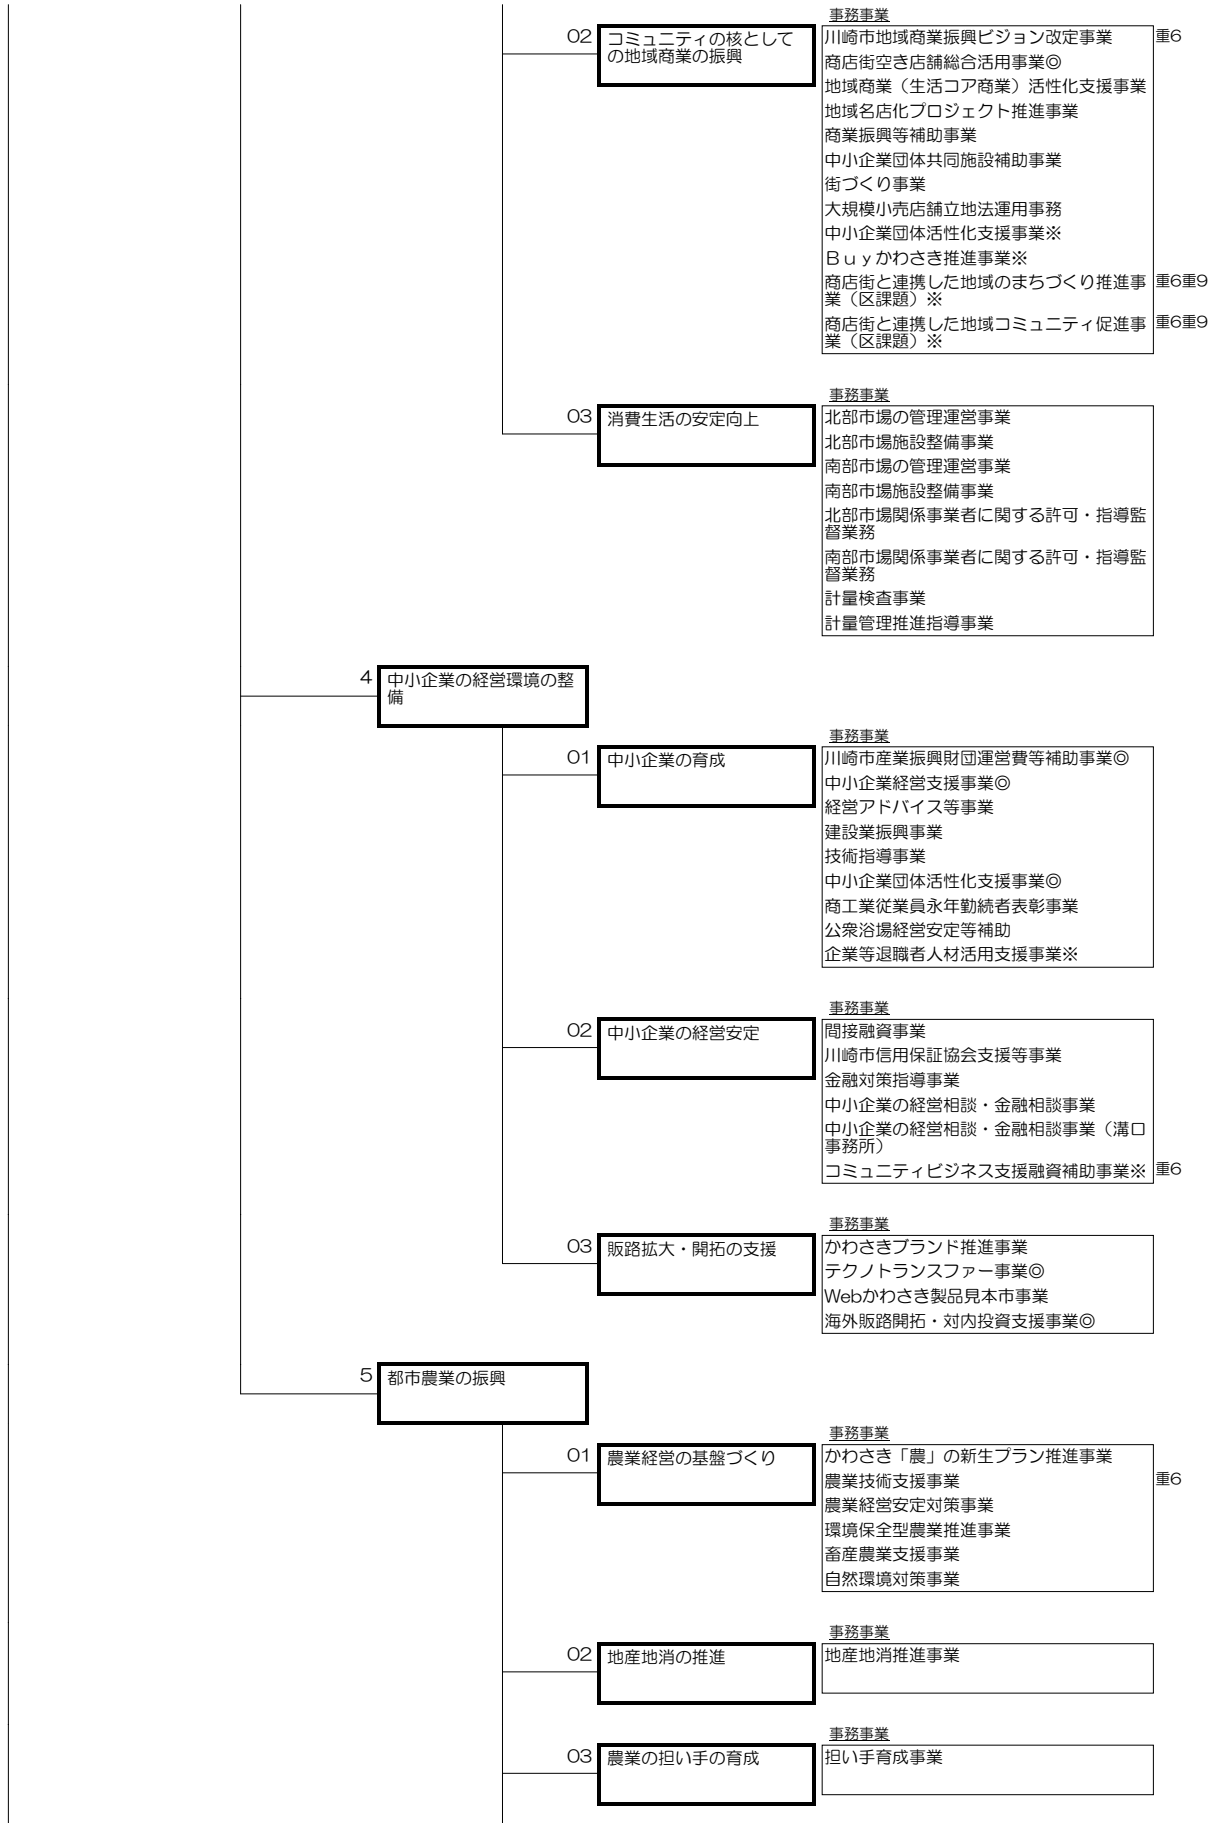 事務事業
02 コミュニティの核として
の地域商業の振興
川崎市地域商業振興ビジョン改定事業 重6
商店街空き店舗総合活用事業◎
地域商業（生活コア商業）活性化支援事業
地域名店化プロジェクト推進事業
商業振興等補助事業
中小企業団体共同施設補助事業
街づくり事業
大規模小売店舗立地法運用事務
中小企業団体活性化支援事業※
Ｂｕｙかわさき推進事業※
商店街と連携した地域のまちづくり推進事 重6重9
業（区課題）※
商店街と連携した地域コミュニティ促進事 重6重9
業（区課題）※
事務事業
03 消費生活の安定向上
北部市場の管理運営事業
北部市場施設整備事業
南部市場の管理運営事業
南部市場施設整備事業
北部市場関係事業者に関する許可・指導監
督業務
南部市場関係事業者に関する許可・指導監
督業務
計量検査事業
計量管理推進指導事業
4 中小企業の経営環境の整
備
事務事業
01 中小企業の育成
川崎市産業振興財団運営費等補助事業◎
中小企業経営支援事業◎
経営アドバイス等事業
建設業振興事業
技術指導事業
中小企業団体活性化支援事業◎
商工業従業員永年勤続者表彰事業
公衆浴場経営安定等補助
企業等退職者人材活用支援事業※
事務事業
02 中小企業の経営安定
間接融資事業
川崎市信用保証協会支援等事業
金融対策指導事業
中小企業の経営相談・金融相談事業
中小企業の経営相談・金融相談事業（溝口
事務所）
コミュニティビジネス支援融資補助事業※ 重6
事務事業
03 販路拡大・開拓の支援
かわさきブランド推進事業
テクノトランスファー事業◎
Webかわさき製品見本市事業
海外販路開拓・対内投資支援事業◎
5 都市農業の振興
事務事業
01 農業経営の基盤づくり
かわさき「農」の新生プラン推進事業
農業技術支援事業 重6
農業経営安定対策事業
環境保全型農業推進事業
畜産農業支援事業
自然環境対策事業
事務事業
02 地産地消の推進
地産地消推進事業
事務事業
03 農業の担い手の育成
担い手育成事業